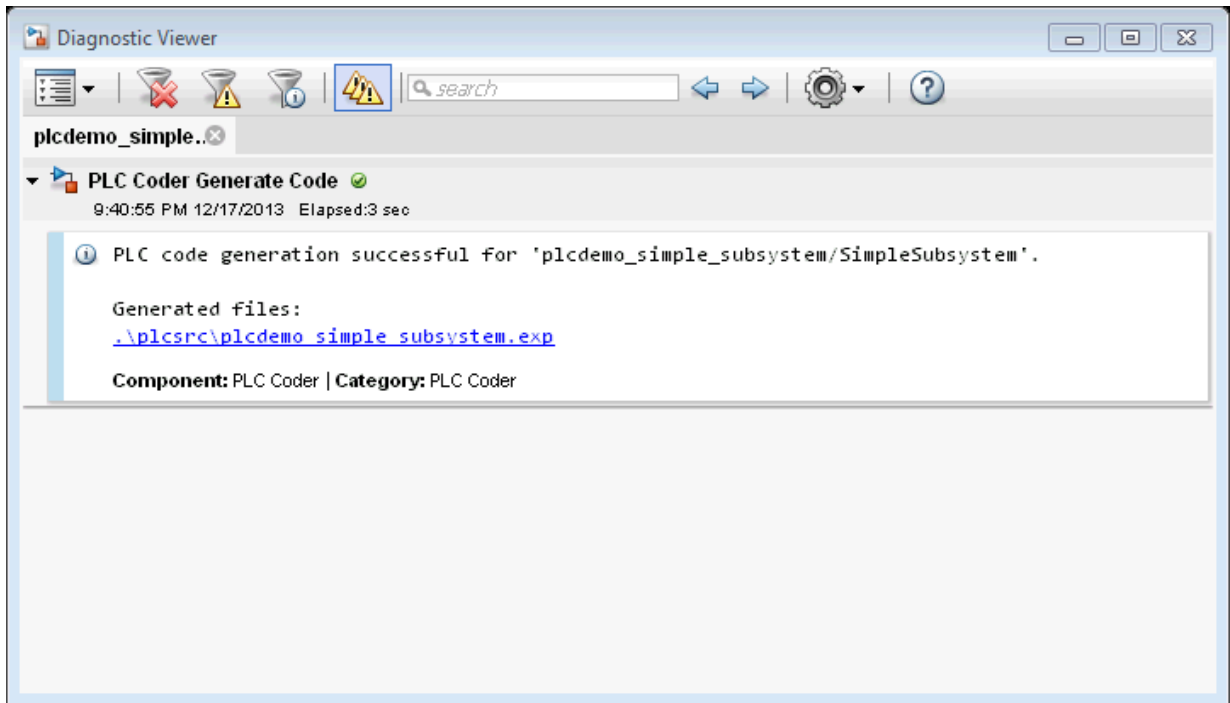 Diagnostic Viewer
search
plcdemo_simple..
PLC Coder Generate Code
9:40:55 PM 12/17/2013 Elapsed:3 sec
PLC code generation successful for 'plcdemo_simple_subsystem/SimpleSubsystem'.
Generated files:
.\plcsrc\plcdemo_simple_subsystem.exp
Component: PLC Coder | Category: PLC Coder